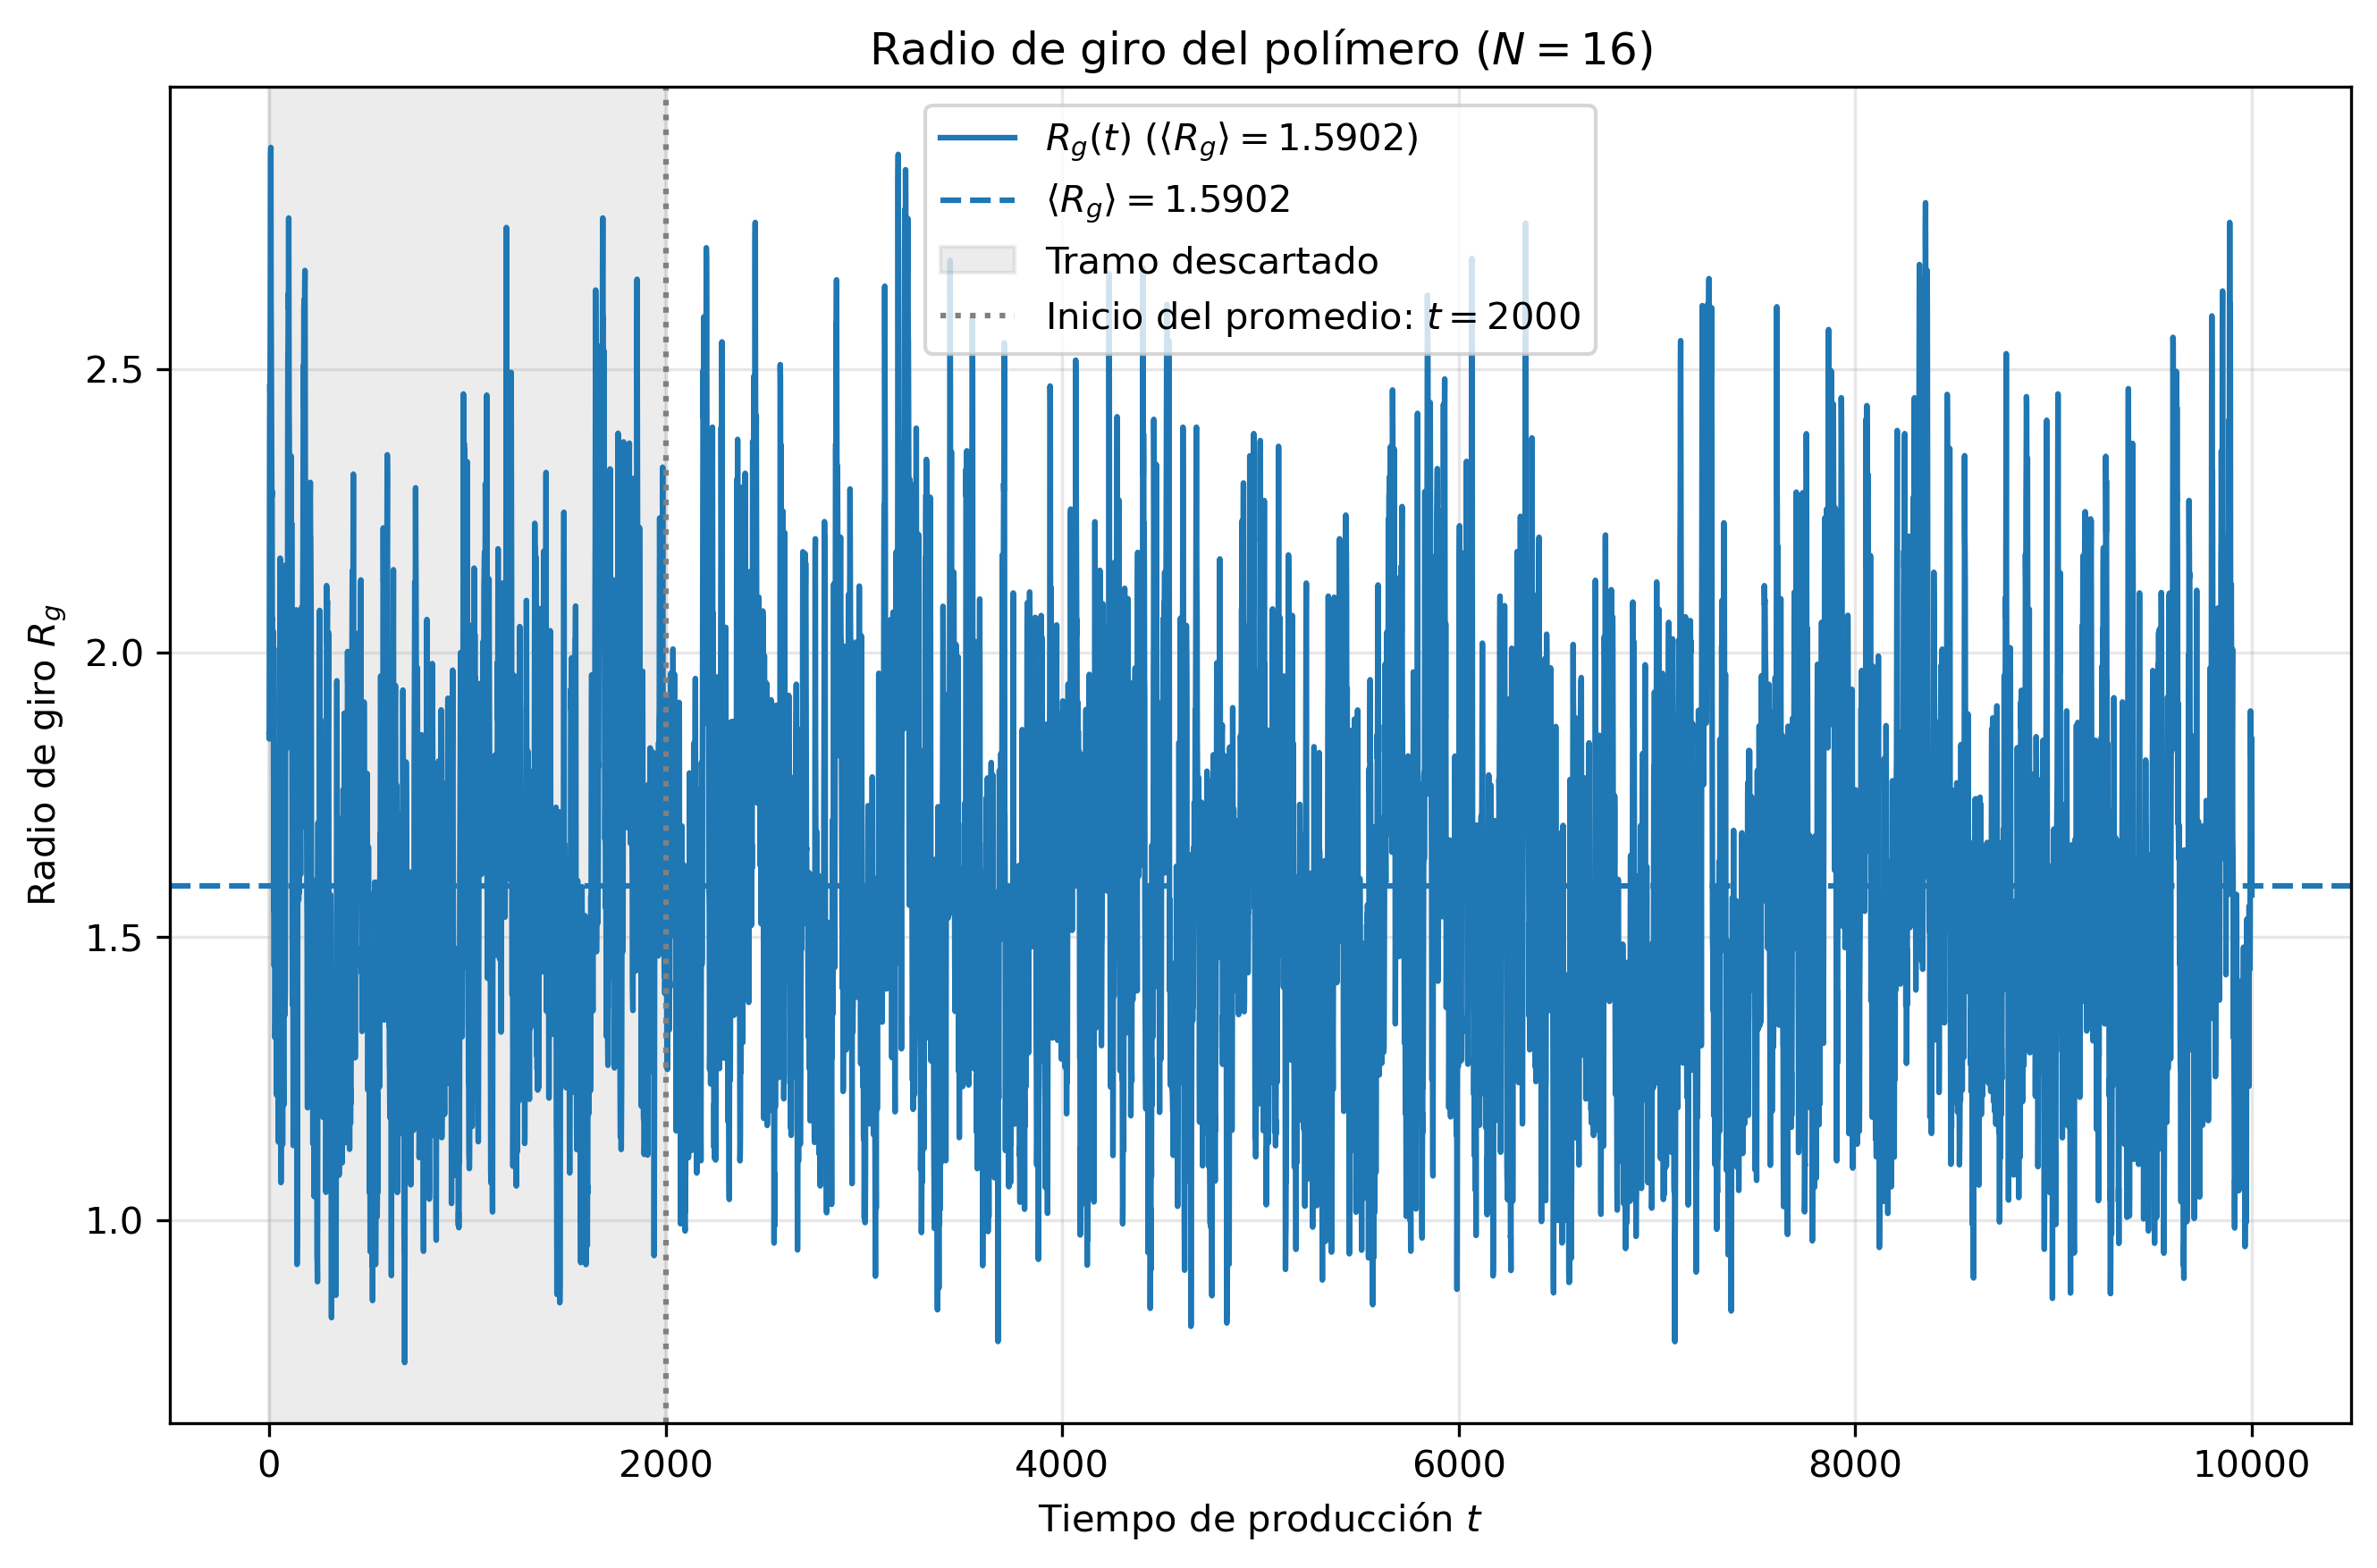 Radio de giro del polímero (N = 16)
R_g(t) (⟨R_g⟩ = 1.5902)
⟨R_g⟩ = 1.5902
Tramo descartado
Inicio del promedio: t = 2000
Radio de giro R_g
2.5
2.0
1.5
1.0
0 2000 4000 6000 8000 10000
Tiempo de producción t